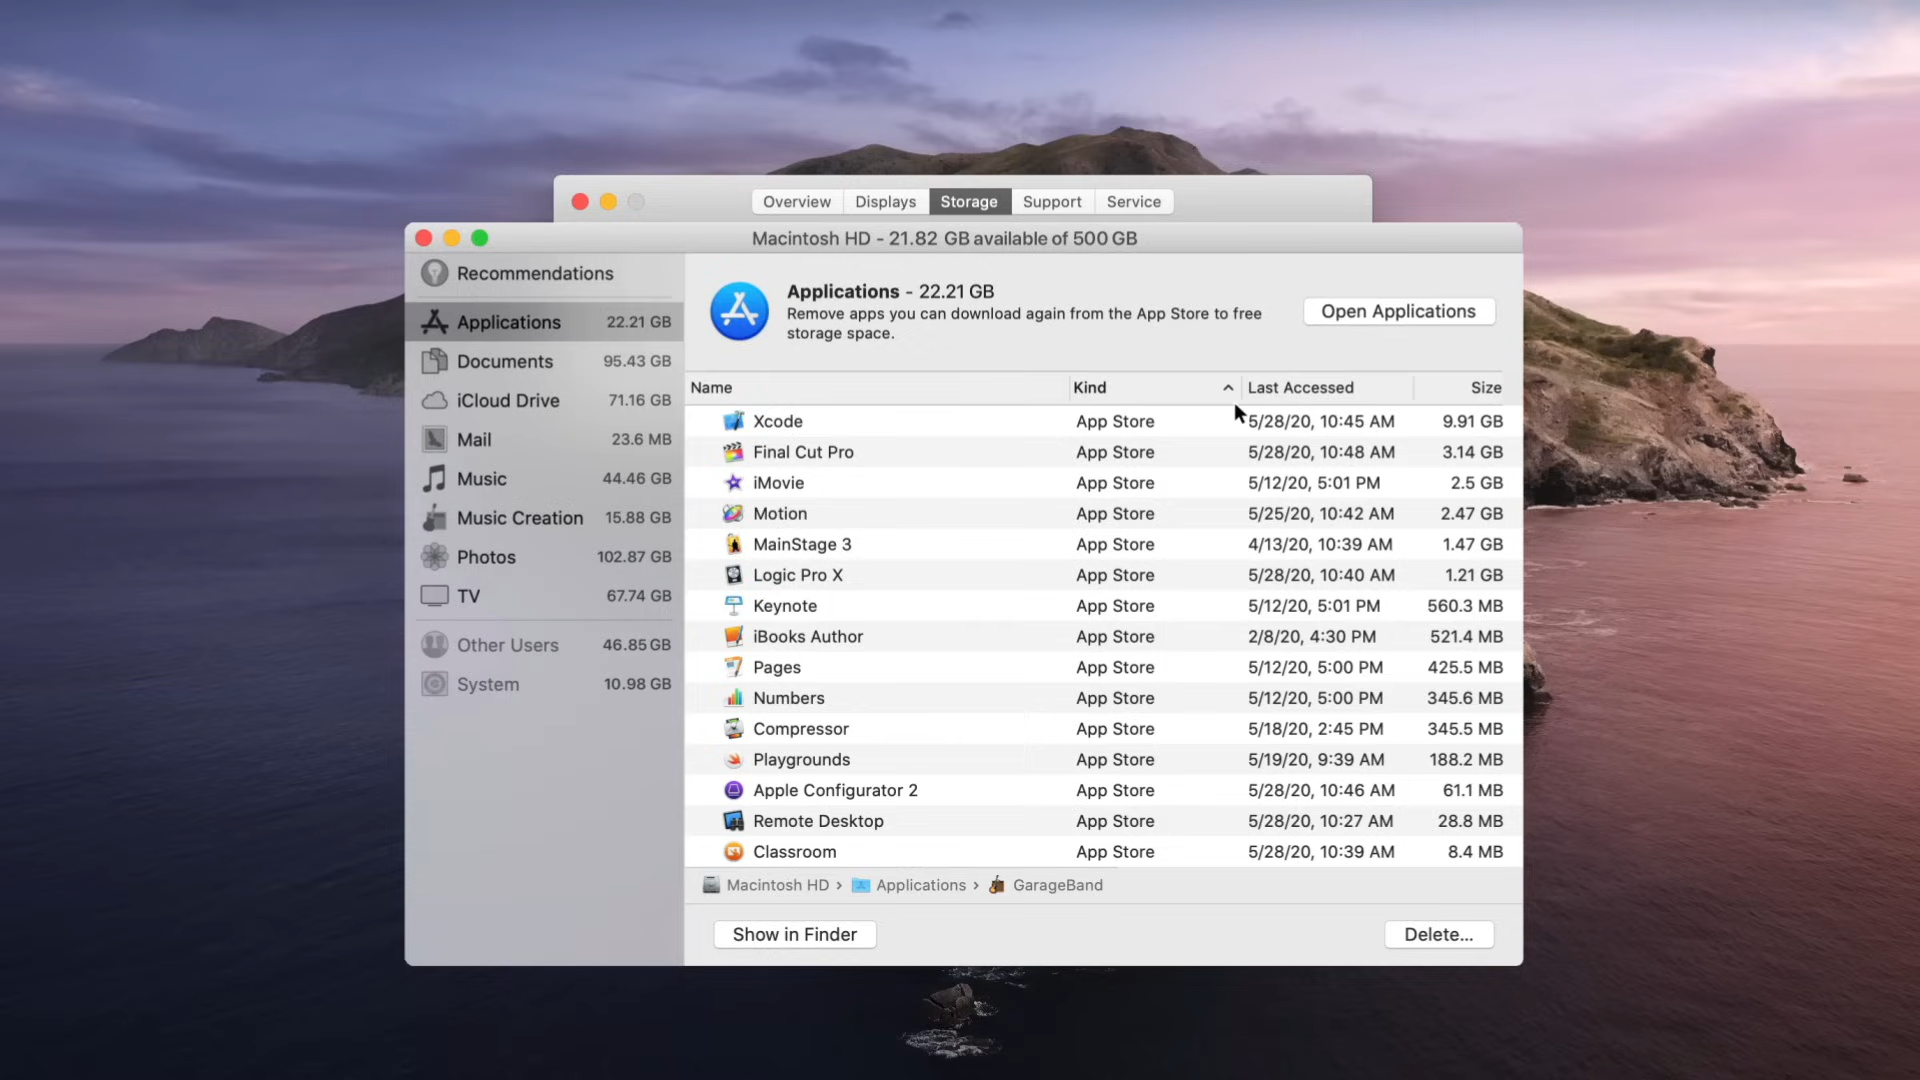 Overview Displays Storage Support Service
Macintosh HD - 21.82 GB available of 500 GB
Recommendations
Applications 22.21 GB
Documents 95.43 GB
iCloud Drive 71.16 GB
Mail 23.6 MB
Music 44.46 GB
Music Creation 15.88 GB
Photos 102.87 GB
TV 67.74 GB
Other Users 46.85 GB
System 10.98 GB
Applications - 22.21 GB
Remove apps you can download again from the App Store to free
storage space.
Open Applications
Name Kind Last Accessed Size
Xcode App Store 5/28/20, 10:45 AM 9.91 GB
Final Cut Pro App Store 5/28/20, 10:48 AM 3.14 GB
iMovie App Store 5/12/20, 5:01 PM 2.5 GB
Motion App Store 5/25/20, 10:42 AM 2.47 GB
MainStage 3 App Store 4/13/20, 10:39 AM 1.47 GB
Logic Pro X App Store 5/28/20, 10:40 AM 1.21 GB
Keynote App Store 5/12/20, 5:01 PM 560.3 MB
iBooks Author App Store 2/8/20, 4:30 PM 521.4 MB
Pages App Store 5/12/20, 5:00 PM 425.5 MB
Numbers App Store 5/12/20, 5:00 PM 345.6 MB
Compressor App Store 5/18/20, 2:45 PM 345.5 MB
Playgrounds App Store 5/19/20, 9:39 AM 188.2 MB
Apple Configurator 2 App Store 5/28/20, 10:46 AM 61.1 MB
Remote Desktop App Store 5/28/20, 10:27 AM 28.8 MB
Classroom App Store 5/28/20, 10:39 AM 8.4 MB
Macintosh HD › Applications › GarageBand
Show in Finder Delete...